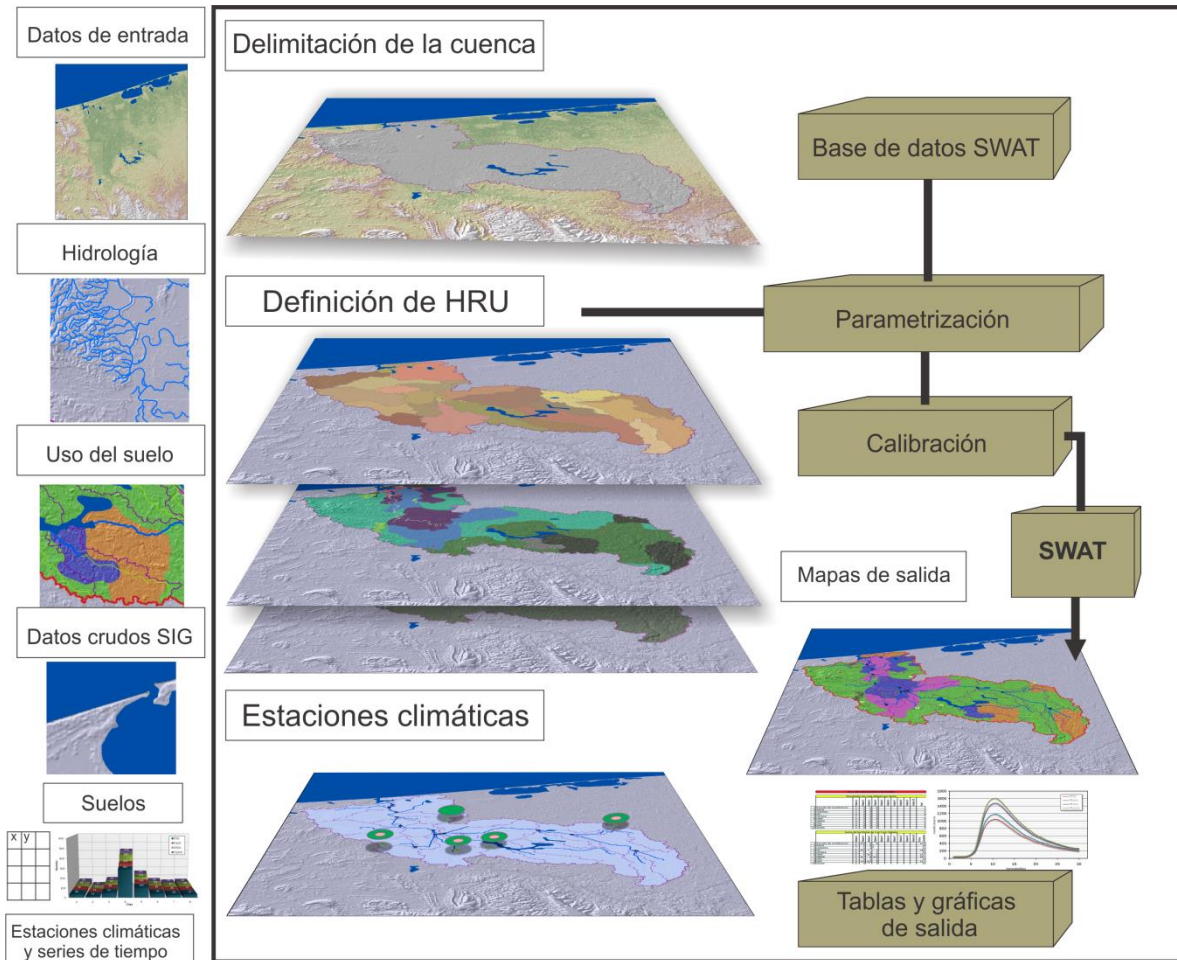 Datos de entrada
Hidrología
Uso del suelo
Datos crudos SIG
Suelos
x y
Estaciones climáticas
y series de tiempo
Delimitación de la cuenca
Definición de HRU
Estaciones climáticas
Base de datos SWAT
Parametrización
Calibración
SWAT
Mapas de salida
Tablas y gráficas
de salida